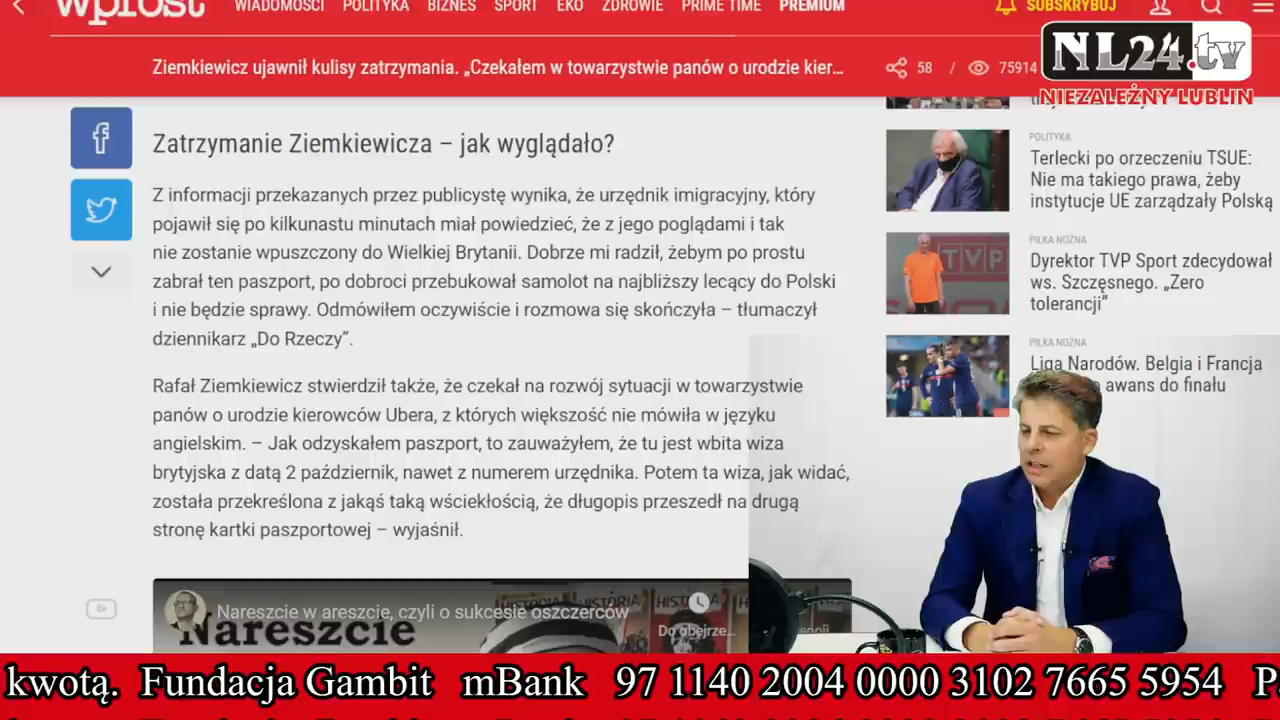 wprost
WIADOMOŚCI POLITYKA BIZNES SPORT EKO ZDROWIE PRIME TIME PREMIUM
SUBSKRYBUJ
Ziemkiewicz ujawnił kulisy zatrzymania. „Czekałem w towarzystwie panów o urodzie kier...
58 / 75914
NL24.tv
NIEZALEŻNY LUBLIN
Zatrzymanie Ziemkiewicza – jak wyglądało?
Z informacji przekazanych przez publicystę wynika, że urzędnik imigracyjny, który
pojawił się po kilkunastu minutach miał powiedzieć, że z jego poglądami i tak
nie zostanie wpuszczony do Wielkiej Brytanii. Dobrze mi radził, żebym po prostu
zabrał ten paszport, po dobroci przebukował samolot na najbliższy lecący do Polski
i nie będzie sprawy. Odmówiłem oczywiście i rozmowa się skończyła – tłumaczył
dziennikarz „Do Rzeczy”.
Rafał Ziemkiewicz stwierdził także, że czekał na rozwój sytuacji w towarzystwie
panów o urodzie kierowców Ubera, z których większość nie mówiła w języku
angielskim. – Jak odzyskałem paszport, to zauważyłem, że tu jest wbita wiza
brytyjska z datą 2 październik, nawet z numerem urzędnika. Potem ta wiza, jak widać,
została przekreślona z jakąś taką wściekłością, że długopis przeszedł na drugą
stronę kartki paszportowej – wyjaśnił.
Nareszcie w areszcie, czyli o sukcesie oszczerców
Nareszcie
Do obejrze...
POLITYKA
Terlecki po orzeczeniu TSUE:
Nie ma takiego prawa, żeby
instytucje UE zarządzały Polską
PIŁKA NOŻNA
Dyrektor TVP Sport zdecydował
ws. Szczęsnego. „Zero
tolerancji”
TVP
PIŁKA NOŻNA
Liga Narodów. Belgia i Francja
awans do finału
kwotą. Fundacja Gambit mBank 97 1140 2004 0000 3102 7665 5954 P